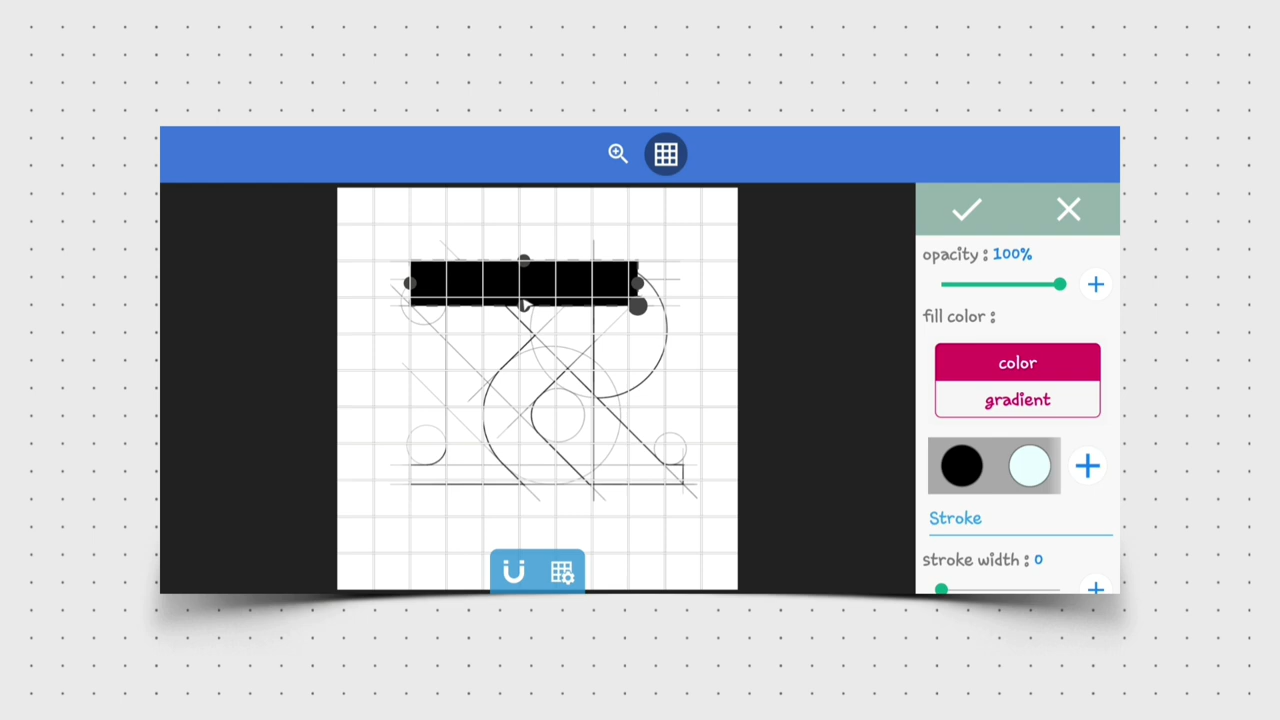 opacity : 100%
fill color :
color
gradient
Stroke
stroke width : 0